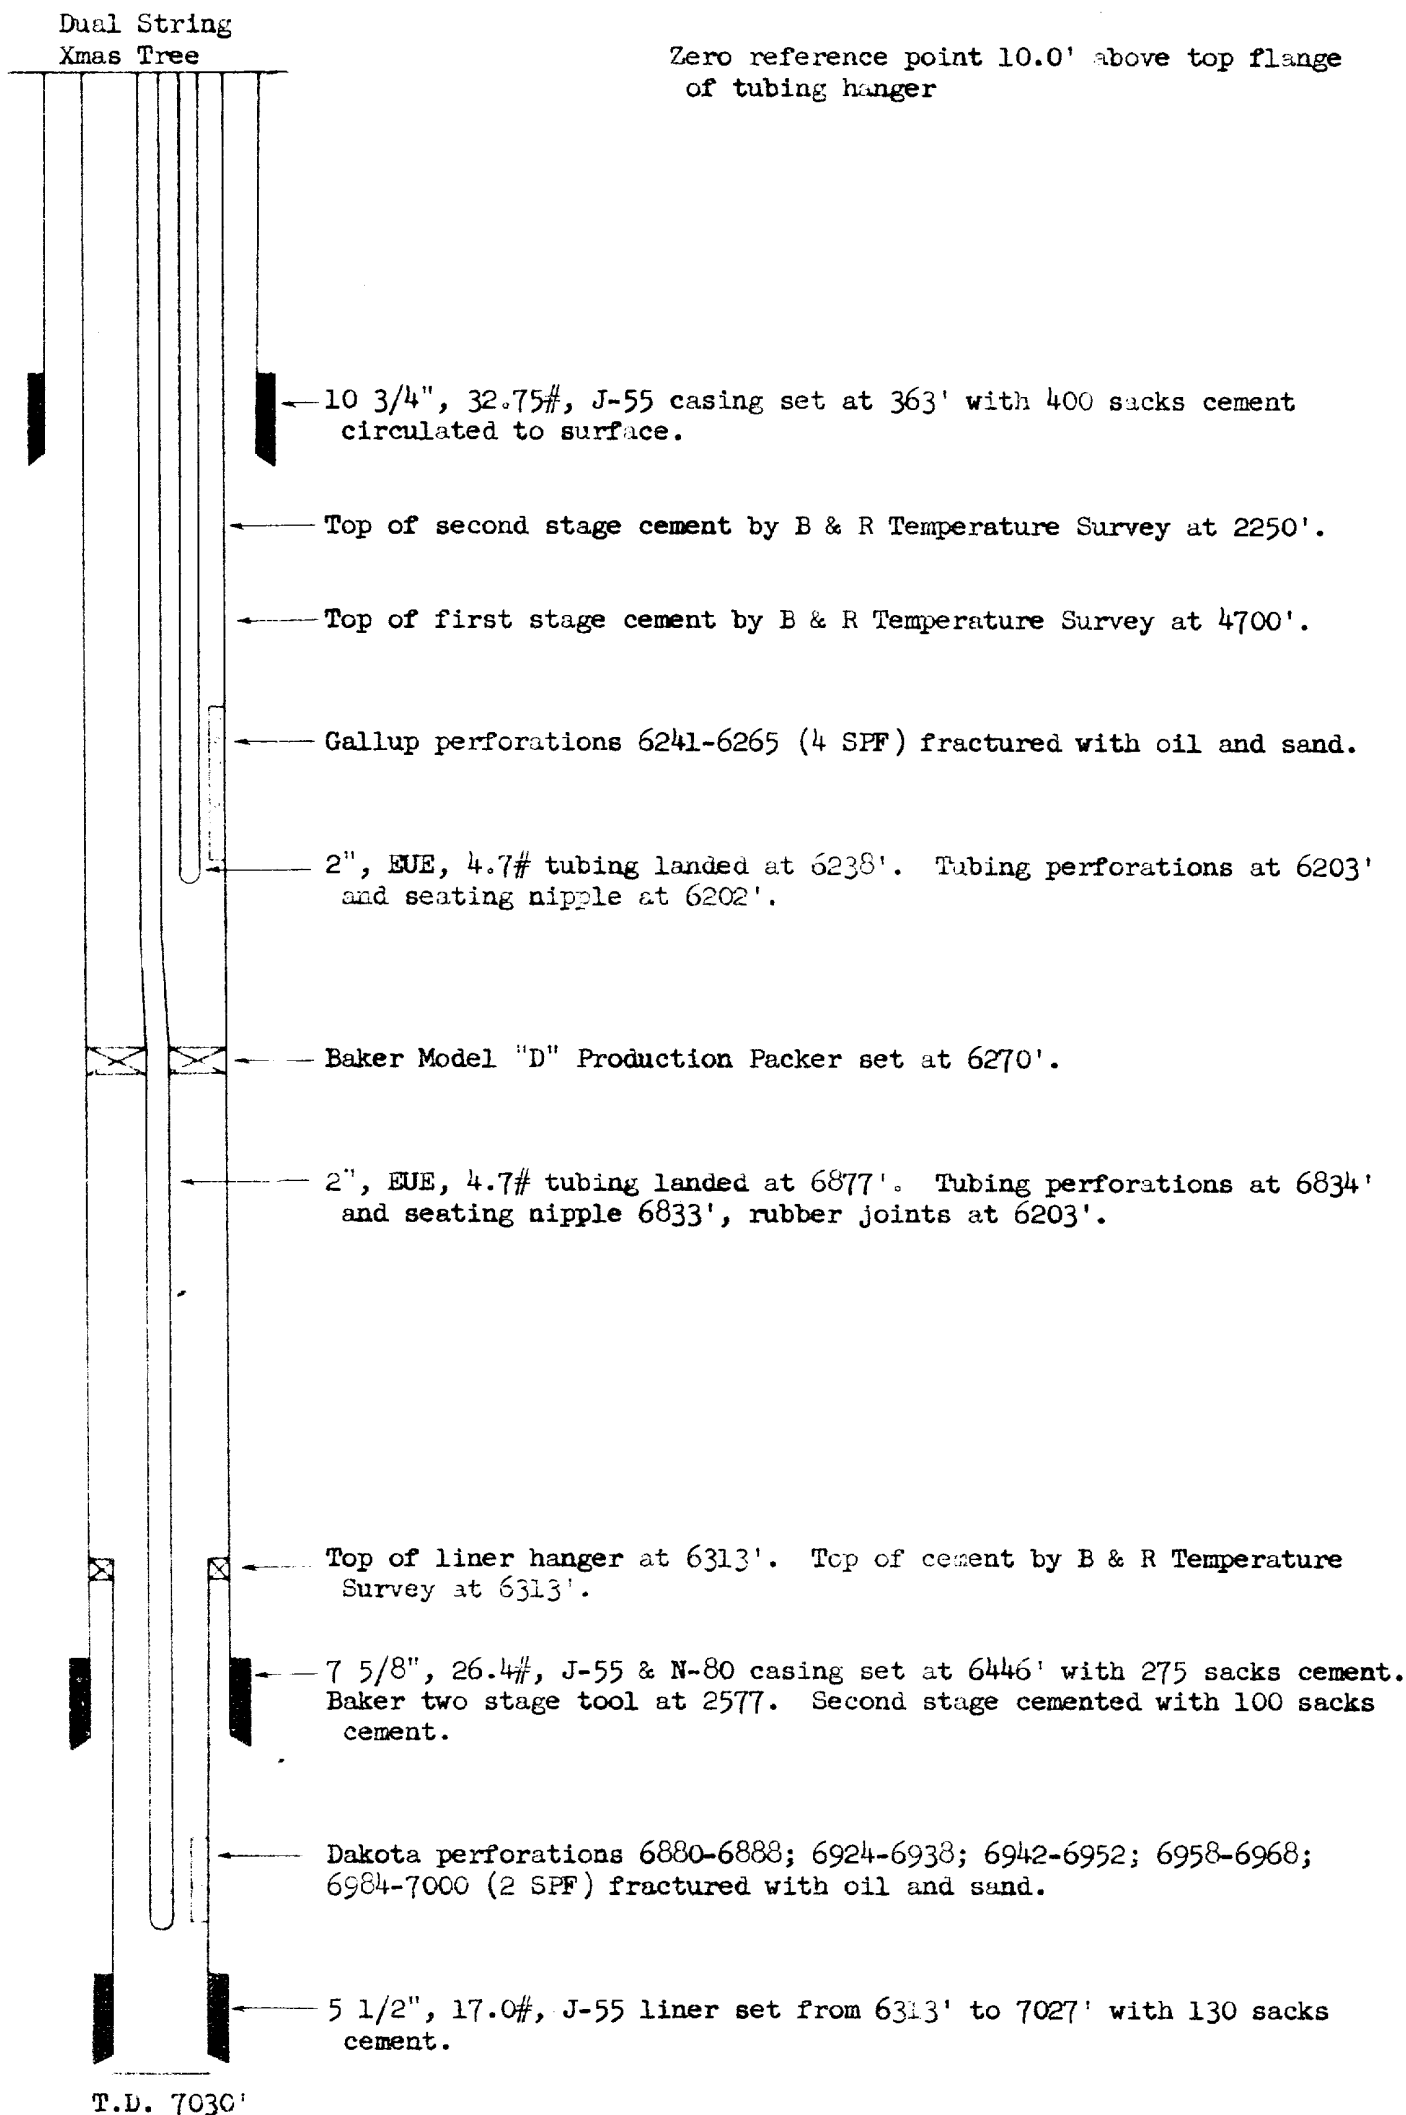 Dual String
Xmas Tree
Zero reference point 10.0' above top flange
of tubing hanger
10 3/4", 32.75#, J-55 casing set at 363' with 400 sacks cement
circulated to surface.
Top of second stage cement by B & R Temperature Survey at 2250'.
Top of first stage cement by B & R Temperature Survey at 4700'.
Gallup perforations 6241-6265 (4 SPF) fractured with oil and sand.
2", EUE, 4.7# tubing landed at 6238'. Tubing perforations at 6203'
and seating nipple at 6202'.
Baker Model "D" Production Packer set at 6270'.
2", EUE, 4.7# tubing landed at 6877'. Tubing perforations at 6834'
and seating nipple 6833', rubber joints at 6203'.
Top of liner hanger at 6313'. Top of cement by B & R Temperature
Survey at 6313'.
7 5/8", 26.4#, J-55 & N-80 casing set at 6446' with 275 sacks cement.
Baker two stage tool at 2577. Second stage cemented with 100 sacks
cement.
Dakota perforations 6880-6888; 6924-6938; 6942-6952; 6958-6968;
6984-7000 (2 SPF) fractured with oil and sand.
5 1/2", 17.0#, J-55 liner set from 6313' to 7027' with 130 sacks
cement.
T.D. 7030'